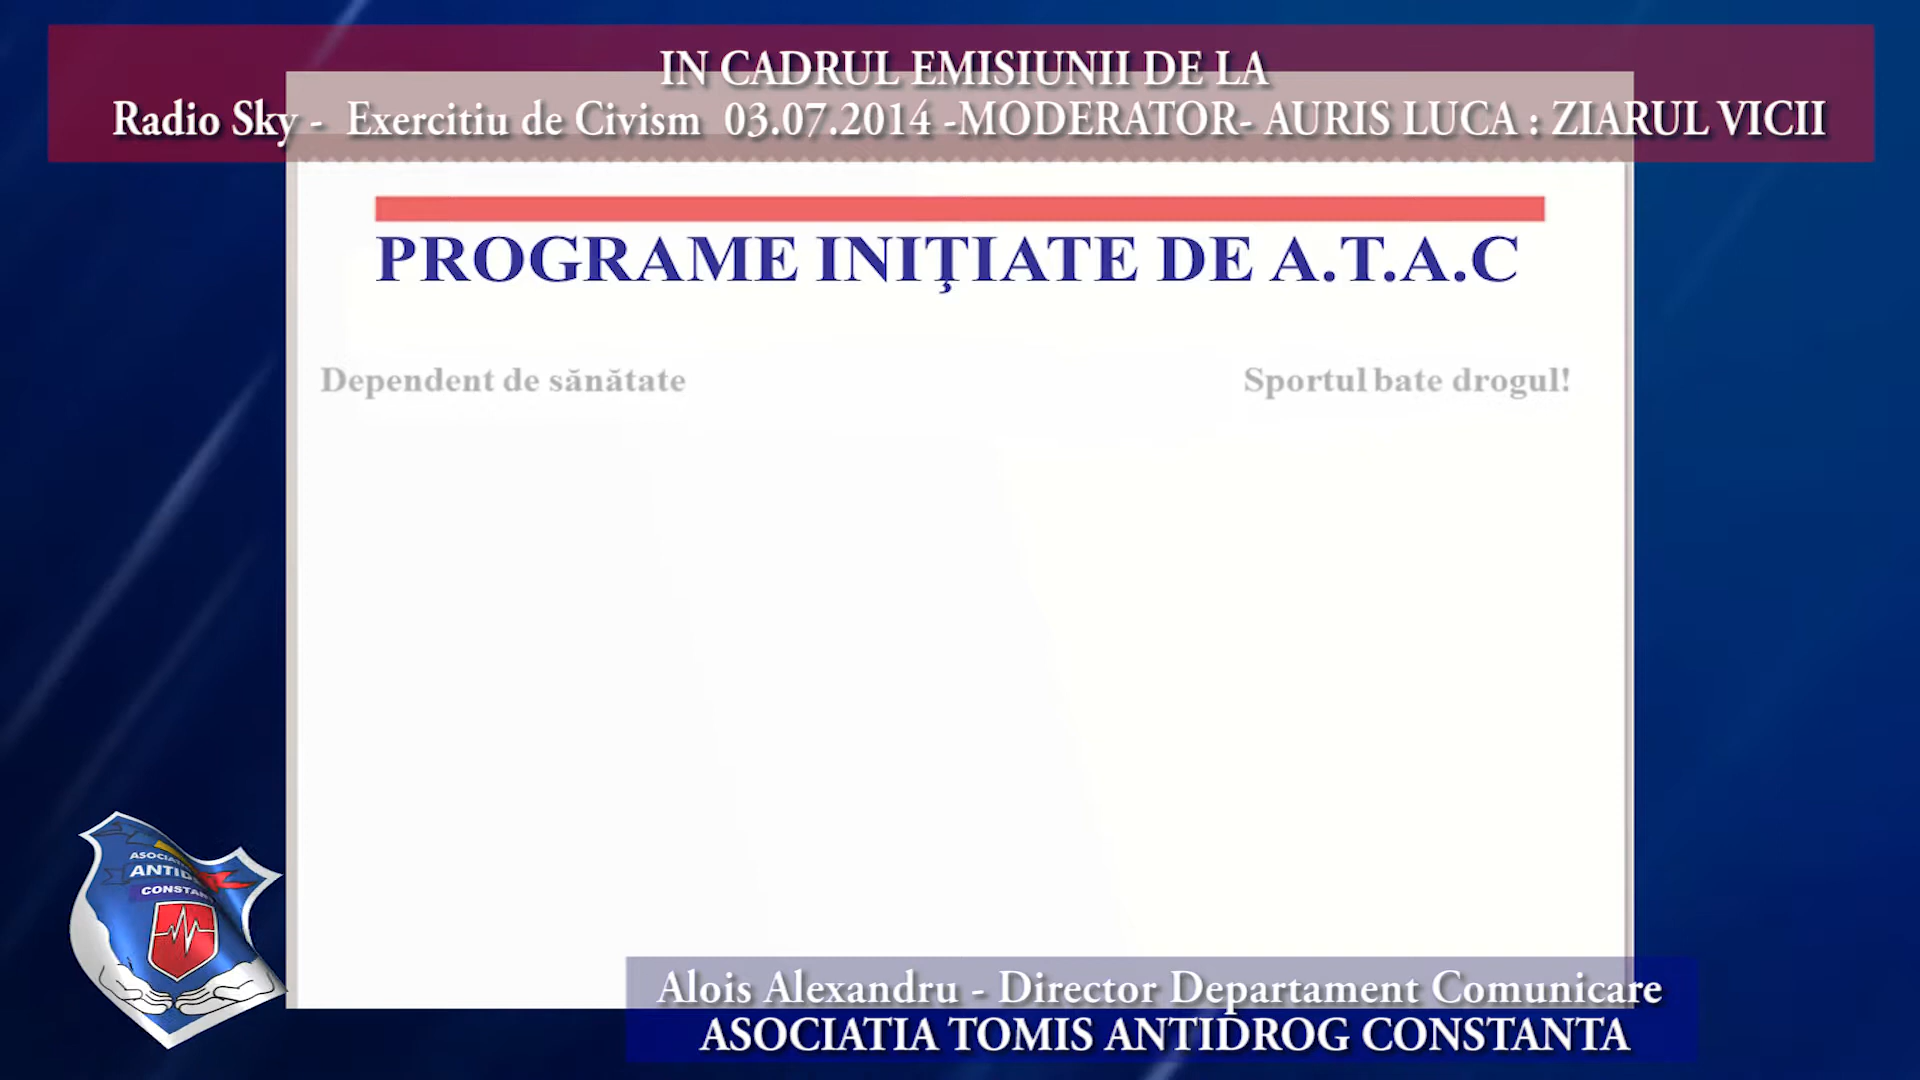 IN CADRUL EMISIUNII DE LA
Radio Sky - Exercitiu de Civism 03.07.2014 -MODERATOR- AURIS LUCA : ZIARUL VICII
PROGRAME INIŢIATE DE A.T.A.C
Dependent de sănătate
Sportul bate drogul!
Alois Alexandru - Director Departament Comunicare
ASOCIATIA TOMIS ANTIDROG CONSTANTA